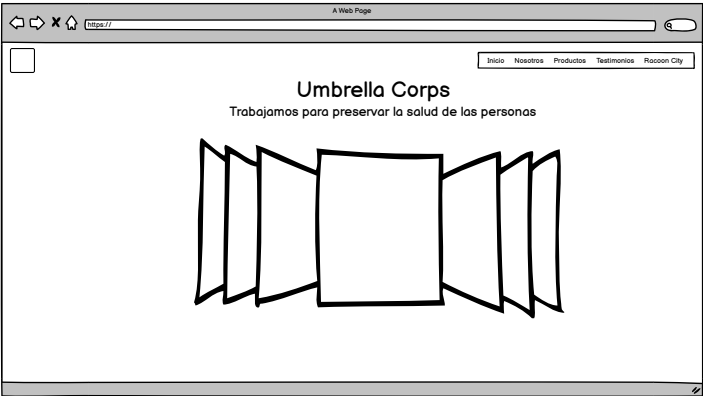 A Web Page
https://
Inicio Nosotros Productos Testimonios Racoon City
Umbrella Corps
Trabajamos para preservar la salud de las personas